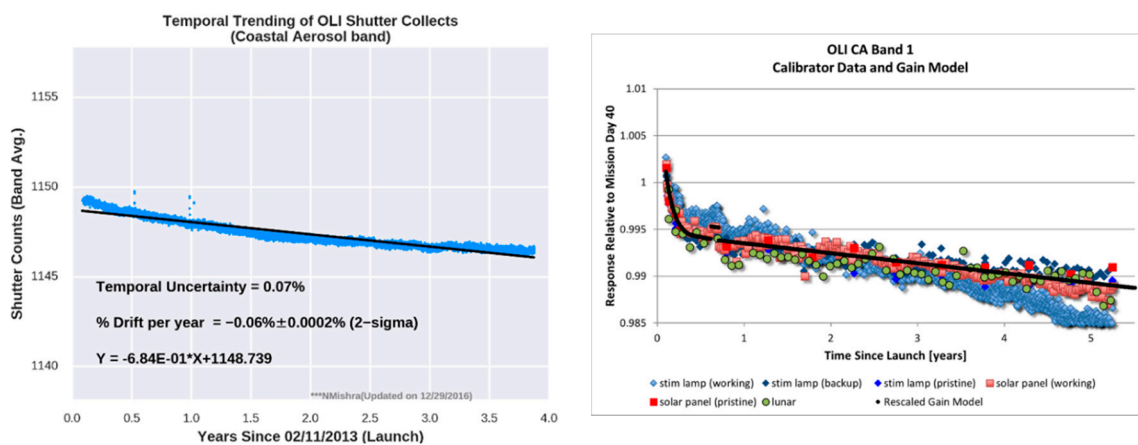 Temporal Trending of OLI Shutter Collects
(Coastal Aerosol band)
Shutter Counts (Band Avg.)
1155
1150
1145
1140
Temporal Uncertainty = 0.07%
% Drift per year = −0.06%±0.0002% (2−sigma)
Y = -6.84E-01*X+1148.739
***NMishra(Updated on 12/29/2016)
0.0 0.5 1.0 1.5 2.0 2.5 3.0 3.5 4.0
Years Since 02/11/2013 (Launch)
OLI CA Band 1
Calibrator Data and Gain Model
Response Relative to Mission Day 40
1.01
1.005
1
0.995
0.99
0.985
0 1 2 3 4 5
Time Since Launch [years]
stim lamp (working) stim lamp (backup) stim lamp (pristine) solar panel (working)
solar panel (pristine) lunar Rescaled Gain Model